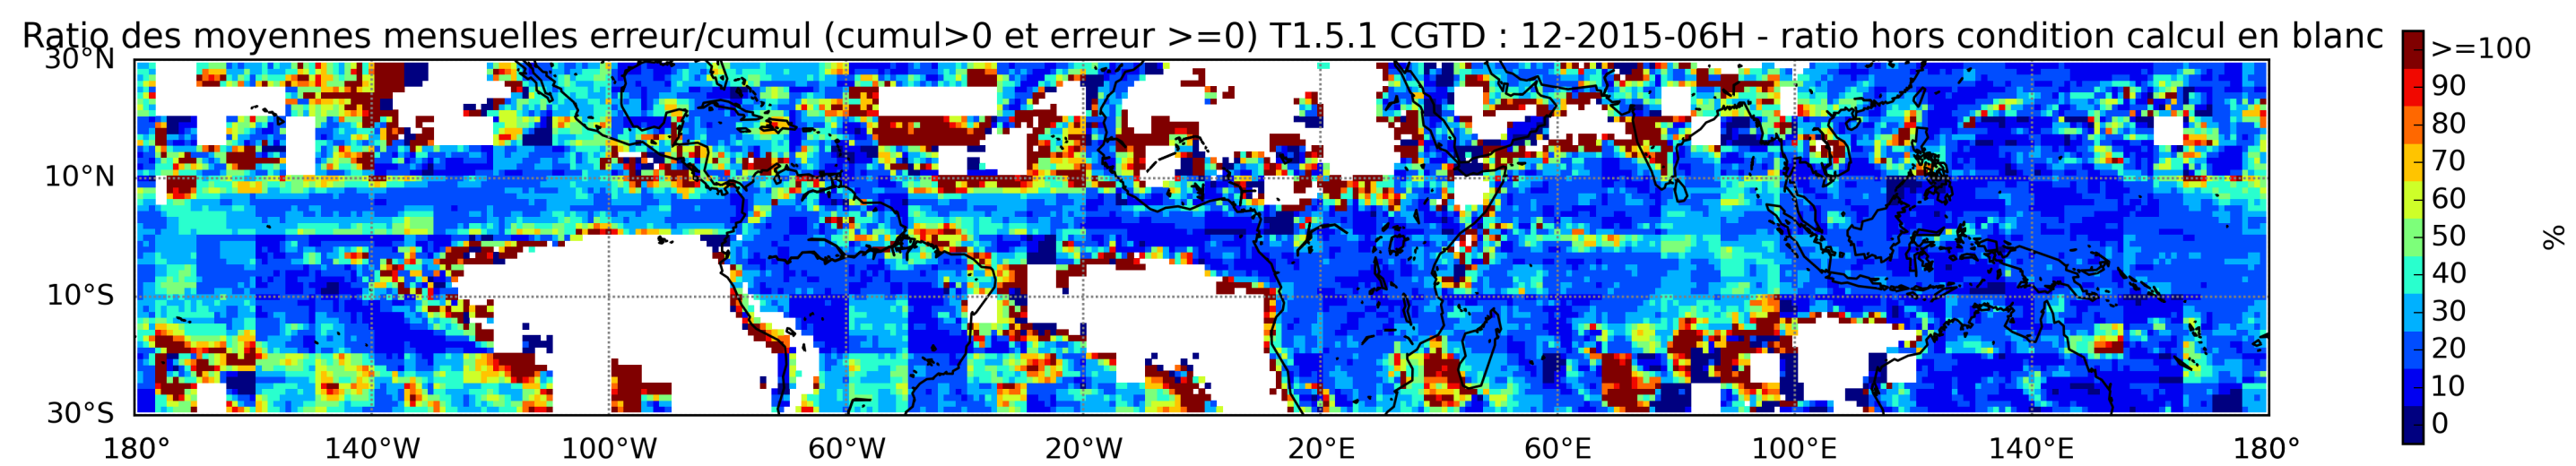 Ratio des moyennes mensuelles erreur/cumul (cumul>0 et erreur >=0) T1.5.1 CGTD : 12-2015-06H - ratio hors condition calcul en blanc
30°N
10°N
10°S
30°S
180° 140°W 100°W 60°W 20°W 20°E 60°E 100°E 140°E 180°
>=100
90
80
70
60
50
40
30
20
10
0
%